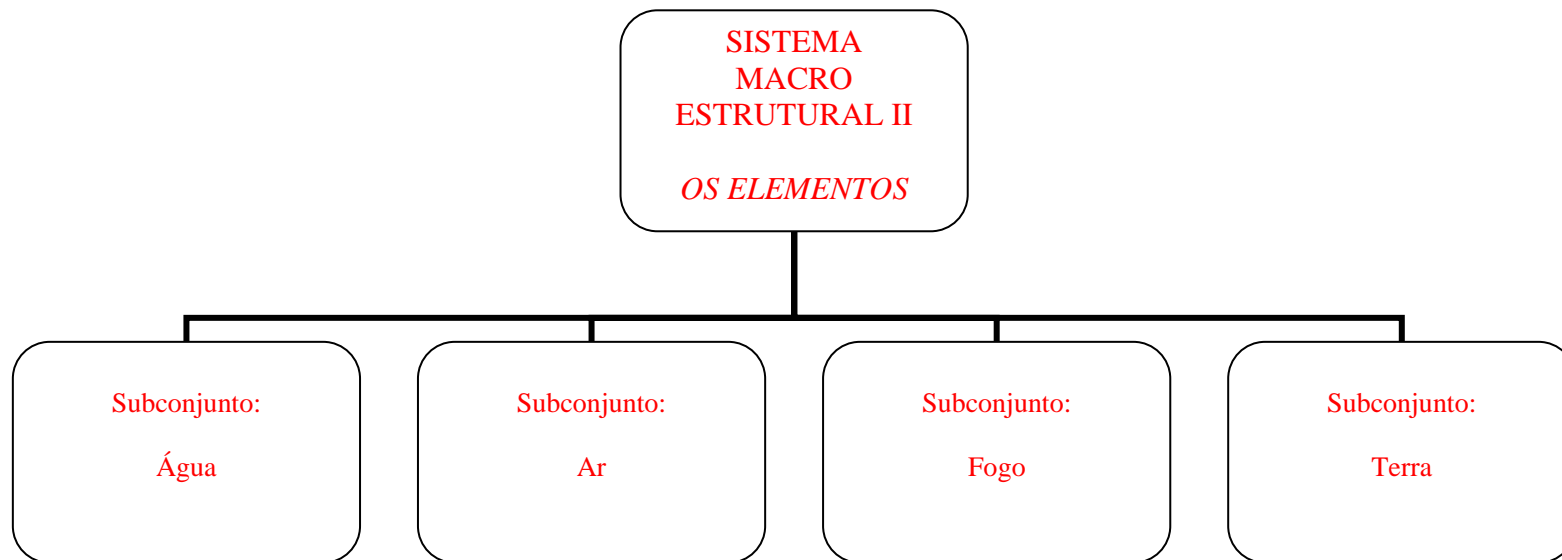 SISTEMA
MACRO
ESTRUTURAL II
OS ELEMENTOS
Subconjunto:
Água
Subconjunto:
Ar
Subconjunto:
Fogo
Subconjunto:
Terra